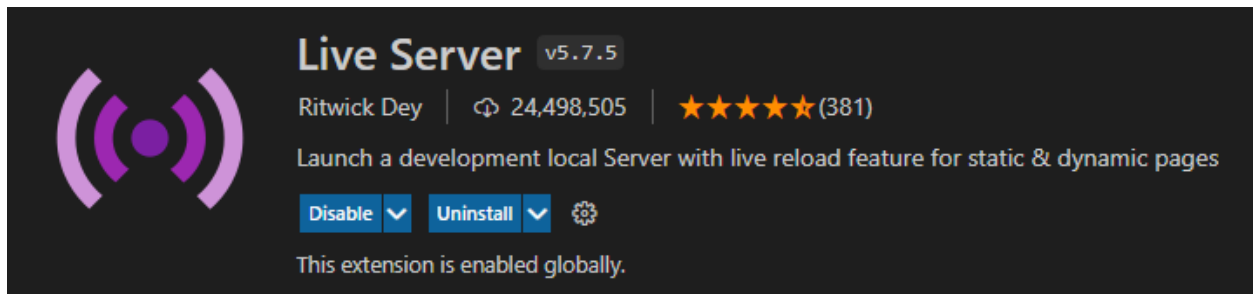 Live Server v5.7.5
Ritwick Dey 24,498,505 (381)
Launch a development local Server with live reload feature for static & dynamic pages
Disable Uninstall
This extension is enabled globally.